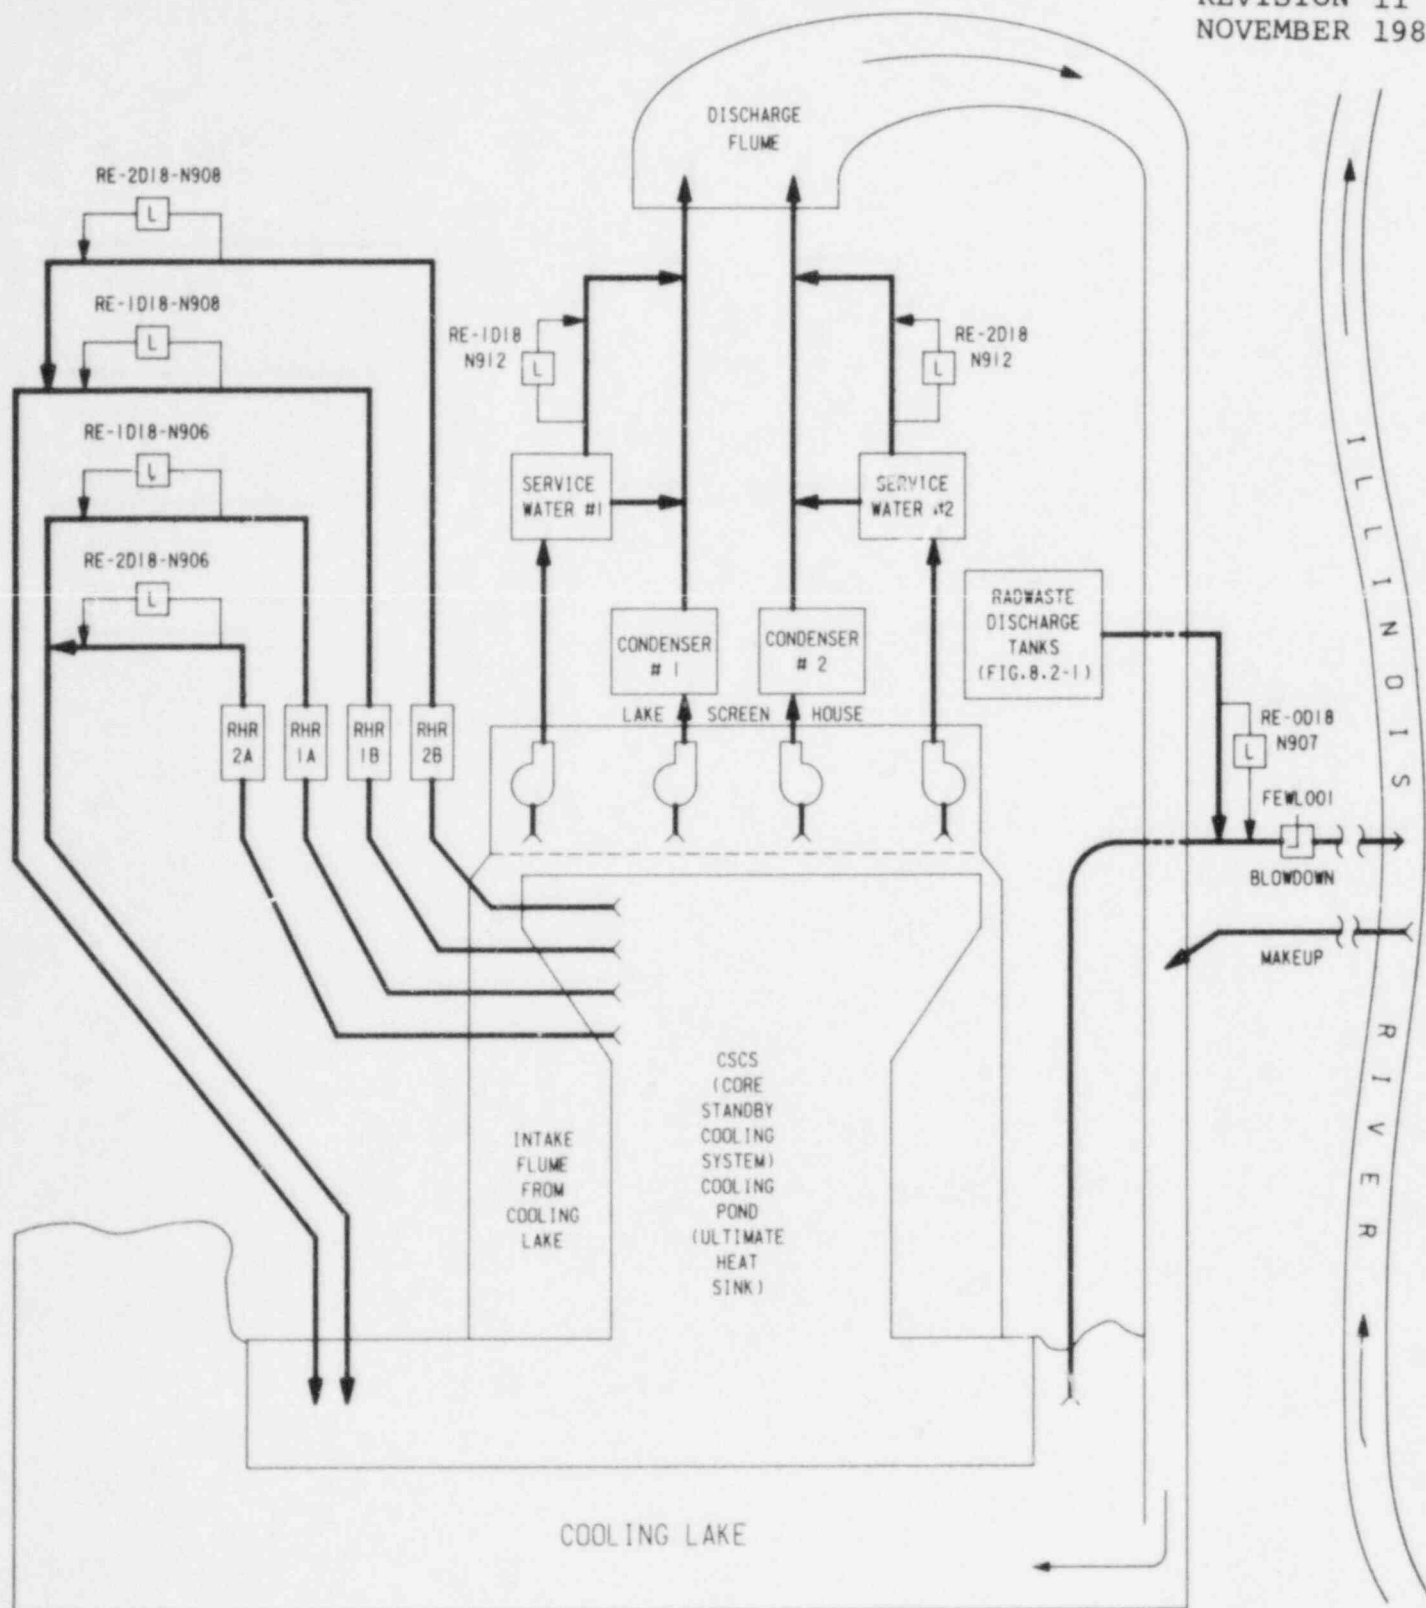 REVISION 11
NOVEMBER 198
DISCHARGE
FLUME
RE-2D18-N908
L
RE-1D18-N908
L
RE-1D18-N906
L
RE-2D18-N906
L
RE-1D18
N912
L
RE-2D18
N912
L
SERVICE
WATER #1
SERVICE
WATER #2
RADWASTE
DISCHARGE
TANKS
(FIG.8.2-1)
CONDENSER
# 1
CONDENSER
# 2
LAKE SCREEN HOUSE
RHR
2A
RHR
1A
RHR
1B
RHR
2B
RE-0D18
N907
L
FEWL001
BLOWDOWN
MAKEUP
ILLINOIS RIVER
INTAKE
FLUME
FROM
COOLING
LAKE
CSCS
(CORE
STANDBY
COOLING
SYSTEM)
COOLING
POND
(ULTIMATE
HEAT
SINK)
COOLING LAKE